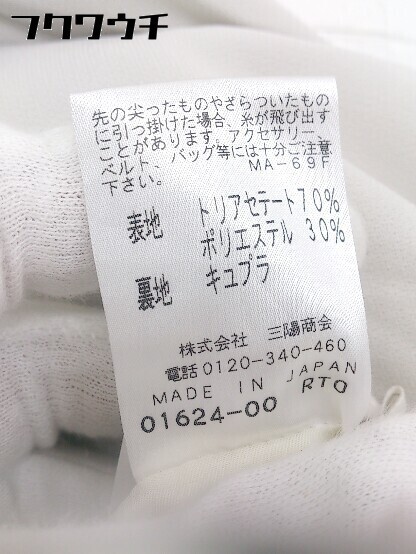 フクワウチ
先の尖ったものやざらついたもの
に引っ掛けた場合、糸が飛び出す
ことがあります。アクセサリー、
ベルト、バッグ等には十分ご注意
下さい。 MA-69F
表地 トリアセテート70%
ポリエステル 30%
裏地 キュプラ
株式会社 三陽商会
電話0120-340-460
MADE IN JAPAN
01624-00 RTO